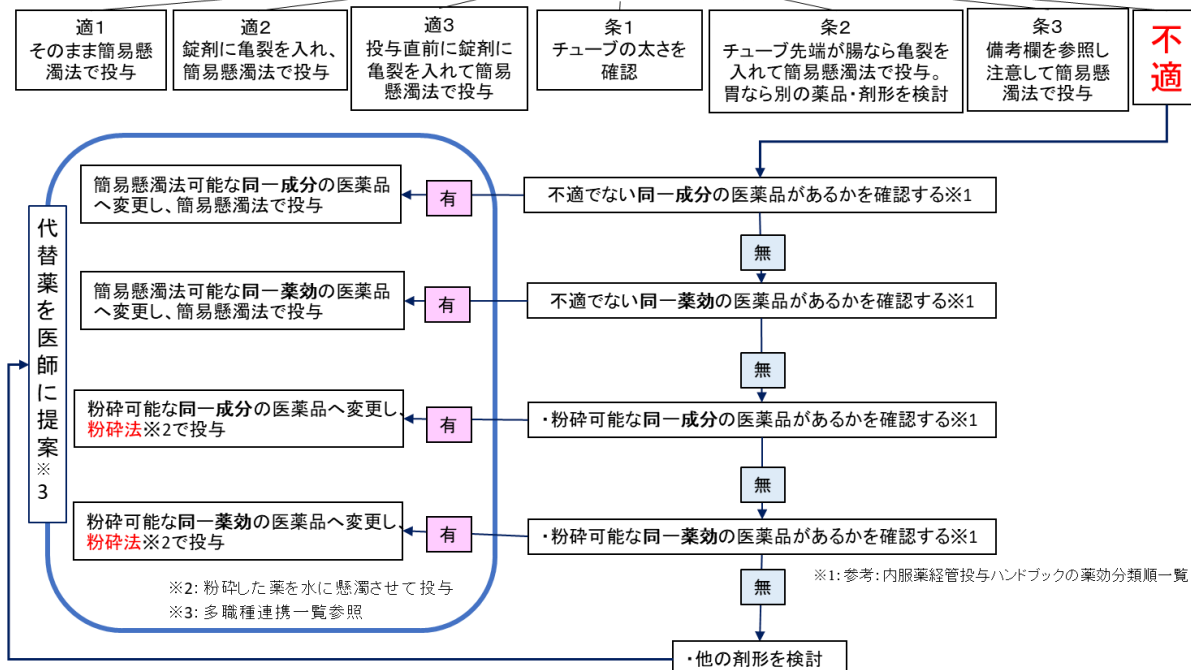 適1
そのまま簡易懸
濁法で投与
適2
錠剤に亀裂を入れ、
簡易懸濁法で投与
適3
投与直前に錠剤に
亀裂を入れて簡易
懸濁法で投与
条1
チューブの太さを
確認
条2
チューブ先端が腸なら亀裂を
入れて簡易懸濁法で投与。
胃なら別の薬品・剤形を検討
条3
備考欄を参照し
注意して簡易懸
濁法で投与
不
適
不適でない同一成分の医薬品があるかを確認する※1
有
簡易懸濁法可能な同一成分の医薬品
へ変更し、簡易懸濁法で投与
無
不適でない同一薬効の医薬品があるかを確認する※1
有
簡易懸濁法可能な同一薬効の医薬品
へ変更し、簡易懸濁法で投与
無
・粉砕可能な同一成分の医薬品があるかを確認する※1
有
粉砕可能な同一成分の医薬品へ変更し、
粉砕法※2で投与
無
・粉砕可能な同一薬効の医薬品があるかを確認する※1
有
粉砕可能な同一薬効の医薬品へ変更し、
粉砕法※2で投与
無
・他の剤形を検討
代替薬を医師に提案※3
※1:参考:内服薬経管投与ハンドブックの薬効分類順一覧
※2:粉砕した薬を水に懸濁させて投与
※3:多職種連携一覧参照